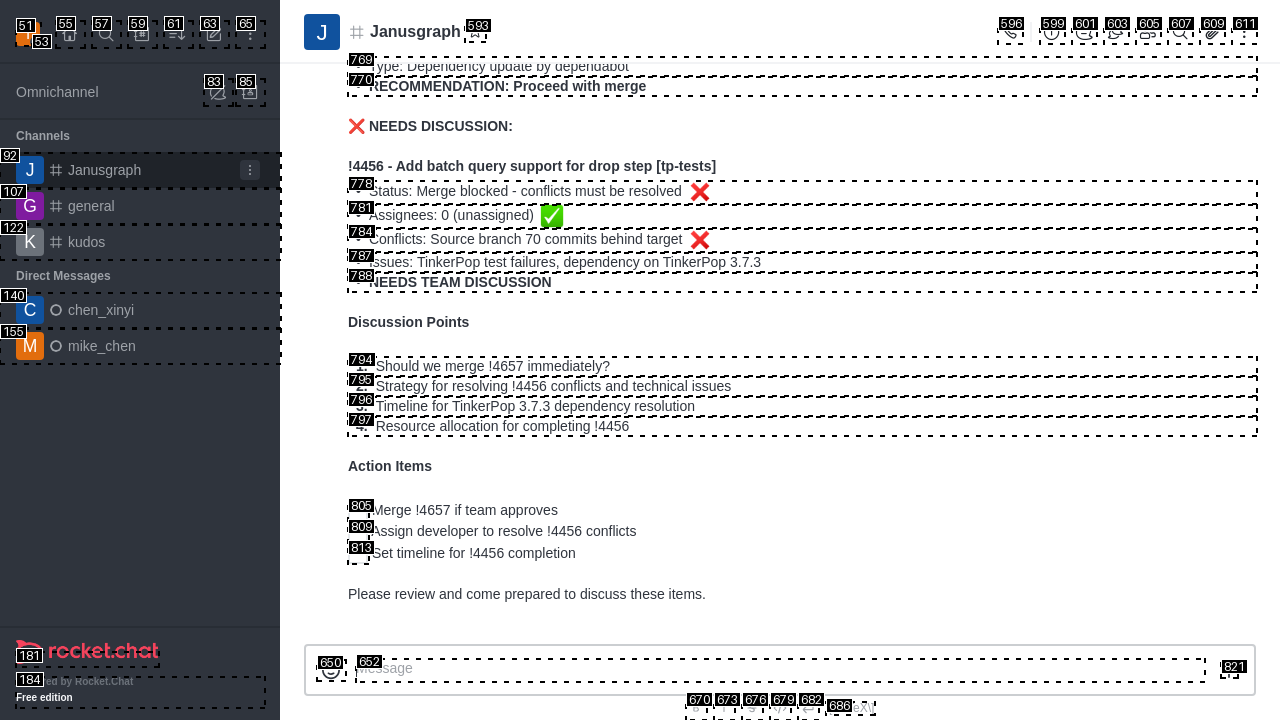 Janusgraph
Type: Dependency update by dependabot
RECOMMENDATION: Proceed with merge
❌ NEEDS DISCUSSION:
!4456 - Add batch query support for drop step [tp-tests]
Status: Merge blocked - conflicts must be resolved ❌
Assignees: 0 (unassigned) ✅
Conflicts: Source branch 70 commits behind target ❌
Issues: TinkerPop test failures, dependency on TinkerPop 3.7.3
NEEDS TEAM DISCUSSION
Discussion Points
Should we merge !4657 immediately?
Strategy for resolving !4456 conflicts and technical issues
Timeline for TinkerPop 3.7.3 dependency resolution
Resource allocation for completing !4456
Action Items
Merge !4657 if team approves
Assign developer to resolve !4456 conflicts
Set timeline for !4456 completion
Please review and come prepared to discuss these items.
Message
Omnichannel
Channels
J Janusgraph
G general
K kudos
Direct Messages
C chen_xinyi
M mike_chen
rocket.chat
by Rocket.Chat
Free edition
J
51
53
55
57
59
61
63
65
83
85
92
107
122
140
155
181
184
593
596
599
601
603
605
607
609
611
769
770
778
781
784
787
788
794
795
796
797
805
809
813
650
652
821
670
673
676
679
682
686